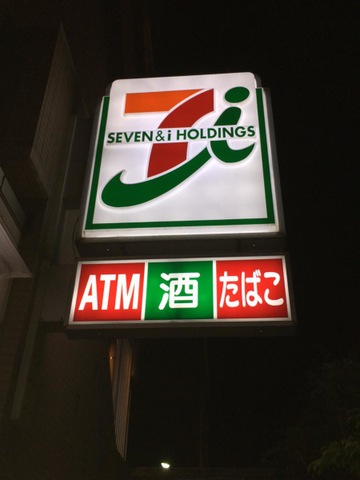 7i
SEVEN & i HOLDINGS
ATM 酒 たばこ